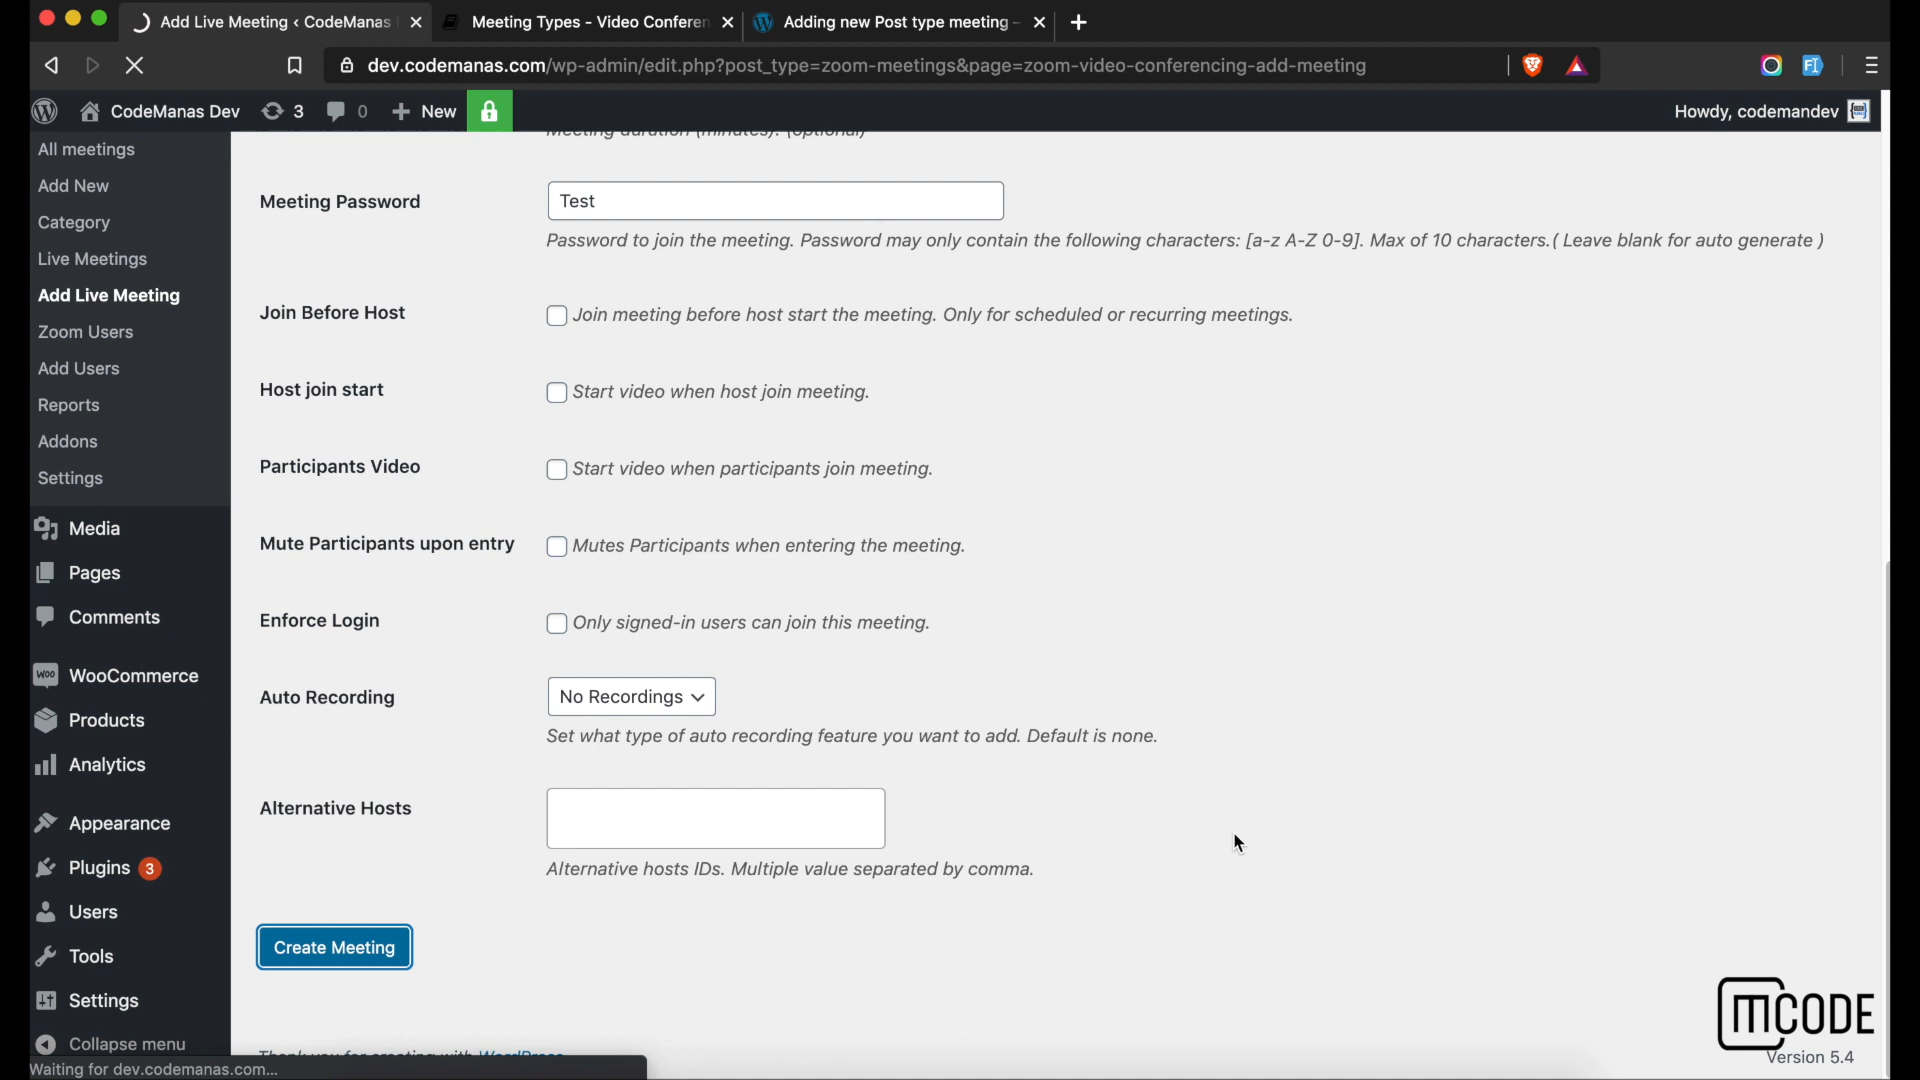 Add Live Meeting ‹ CodeManas
Meeting Types - Video Conferen
Adding new Post type meeting -
dev.codemanas.com/wp-admin/edit.php?post_type=zoom-meetings&page=zoom-video-conferencing-add-meeting
CodeManas Dev
3
0
New
Howdy, codemandev
Meeting duration (minutes). (optional)
All meetings
Add New
Category
Live Meetings
Add Live Meeting
Zoom Users
Add Users
Reports
Addons
Settings
Media
Pages
Comments
WooCommerce
Products
Analytics
Appearance
Plugins 3
Users
Tools
Settings
Collapse menu
Meeting Password
Test
Password to join the meeting. Password may only contain the following characters: [a-z A-Z 0-9]. Max of 10 characters.( Leave blank for auto generate )
Join Before Host
Join meeting before host start the meeting. Only for scheduled or recurring meetings.
Host join start
Start video when host join meeting.
Participants Video
Start video when participants join meeting.
Mute Participants upon entry
Mutes Participants when entering the meeting.
Enforce Login
Only signed-in users can join this meeting.
Auto Recording
No Recordings
Set what type of auto recording feature you want to add. Default is none.
Alternative Hosts
Alternative hosts IDs. Multiple value separated by comma.
Create Meeting
Thank you for creating with WordPress
mCODE
Version 5.4
Waiting for dev.codemanas.com...